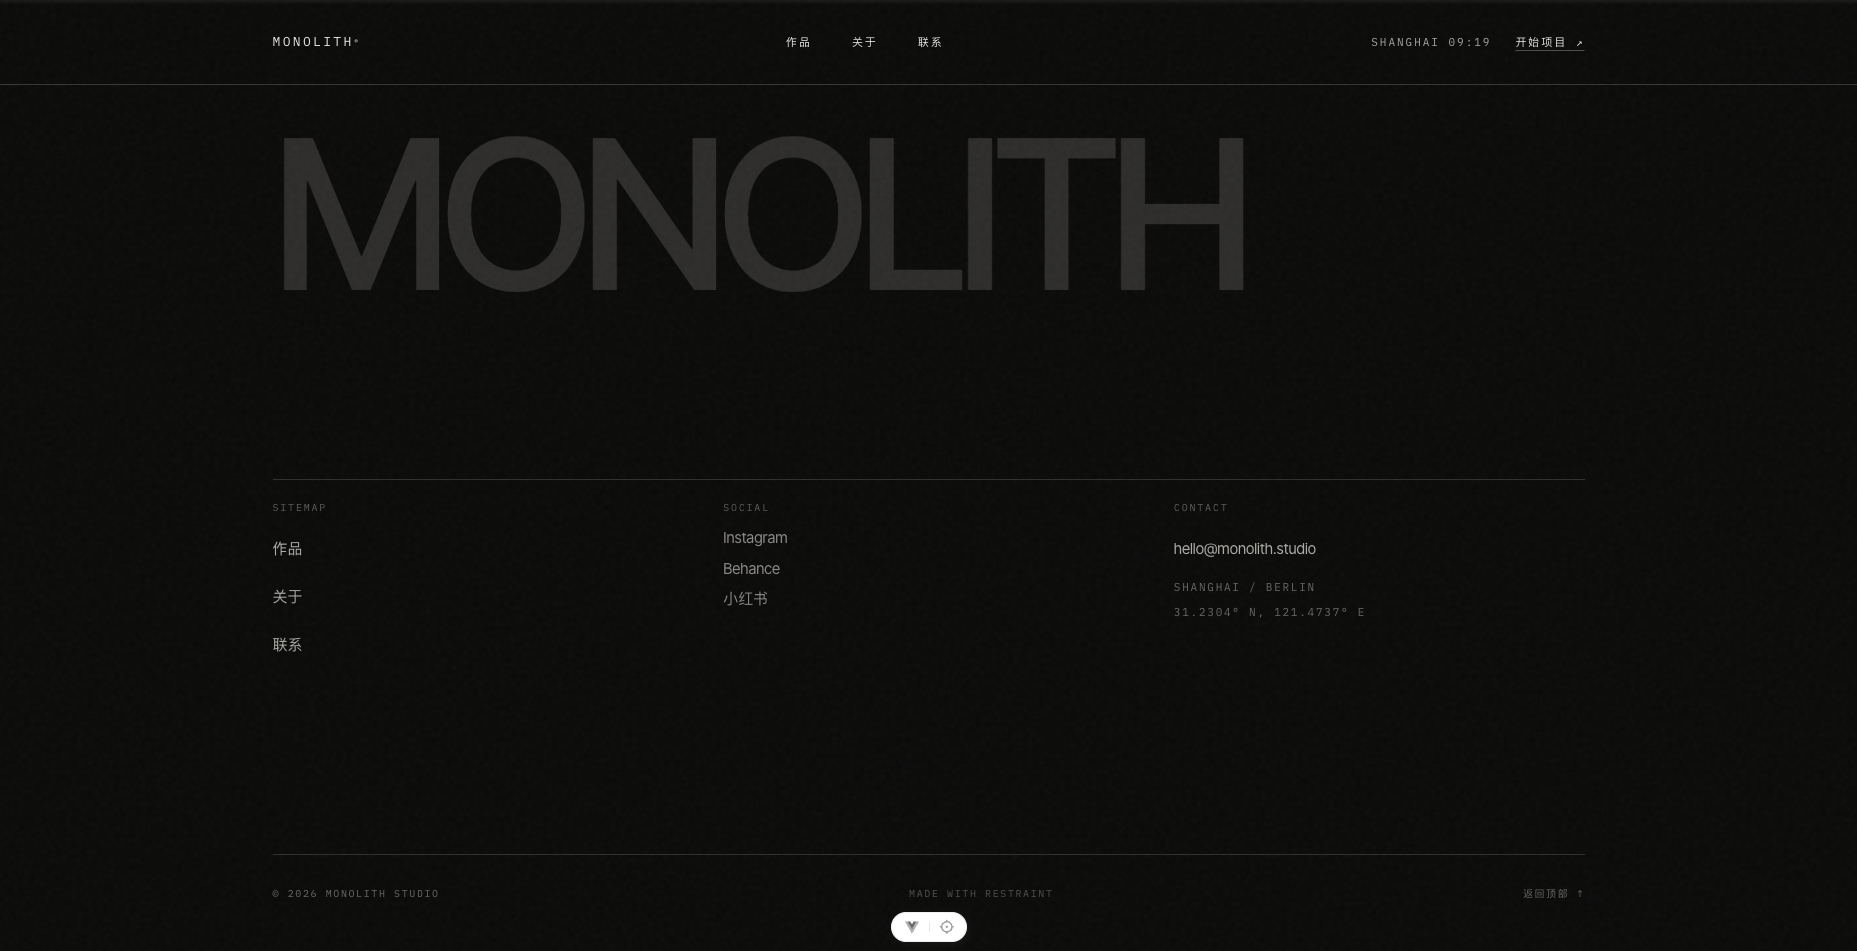 MONOLITH
作品 关于 联系
SHANGHAI 09:19 开始项目 ↗
MONOLITH
SITEMAP
作品
关于
联系
SOCIAL
Instagram
Behance
小红书
CONTACT
hello@monolith.studio
SHANGHAI / BERLIN
31.2304° N, 121.4737° E
© 2026 MONOLITH STUDIO
MADE WITH RESTRAINT
返回顶部 ↑